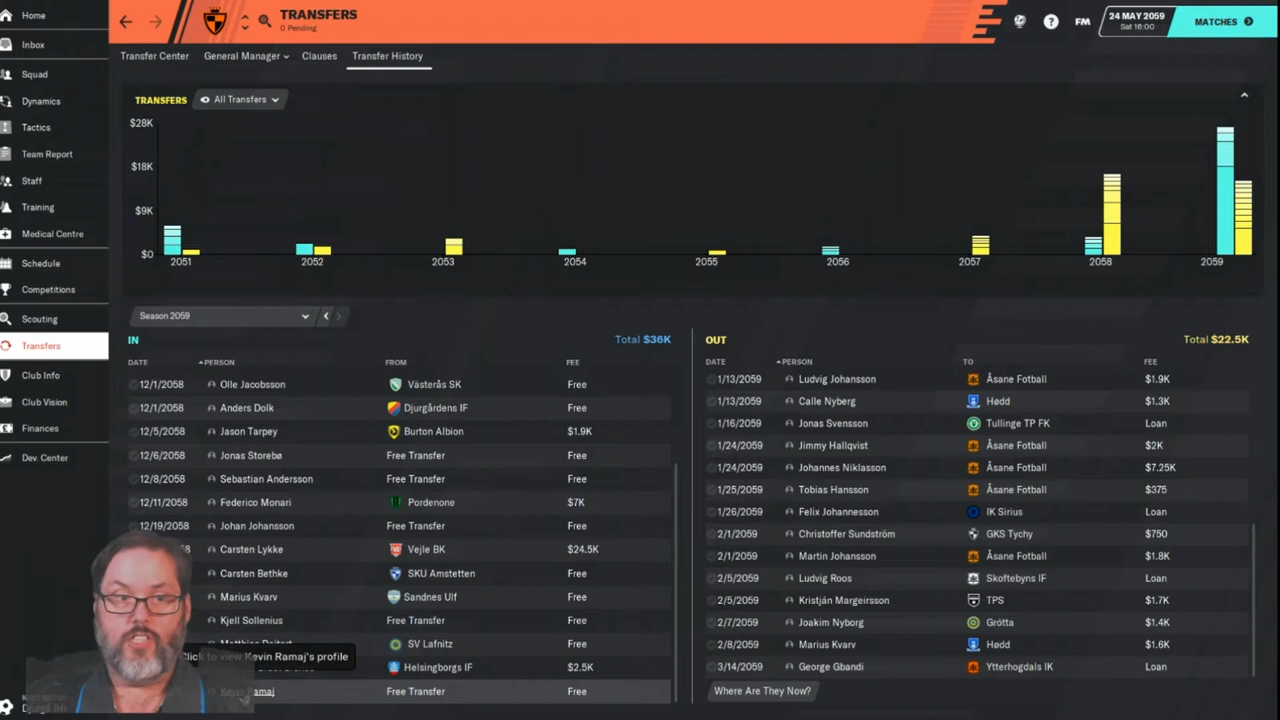 Home
Inbox
Squad
Dynamics
Tactics
Team Report
Staff
Training
Medical Centre
Schedule
Competitions
Scouting
Transfers
Club Info
Club Vision
Finances
Dev. Center
TRANSFERS
0 Pending
FM
24 MAY 2059
Sat 16:00
MATCHES
Transfer Center
General Manager
Clauses
Transfer History
TRANSFERS
All Transfers
$28K
$18K
$9K
$0
2051 2052 2053 2054 2055 2056 2057 2058 2059
Season 2059
IN
Total $36K
DATE PERSON FROM FEE
12/1/2058 Olle Jacobsson Västerås SK Free
12/1/2058 Anders Dolk Djurgårdens IF Free
12/5/2058 Jason Tarpey Burton Albion $1.9K
12/6/2058 Jonas Storebø Free Transfer Free
12/8/2058 Sebastian Andersson Free Transfer Free
12/11/2058 Federico Monari Pordenone $7K
12/19/2058 Johan Johansson Free Transfer Free
Carsten Lykke Vejle BK $24.5K
Carsten Bethke SKU Amstetten Free
Marius Kvarv Sandnes Ulf Free
Kjell Sollenius Free Transfer Free
SV Lafnitz Free
Click to view Kevin Ramaj's profile
Helsingborgs IF $2.5K
Kevin Ramaj Free Transfer Free
OUT
Total $22.5K
DATE PERSON TO FEE
1/13/2059 Ludvig Johansson Åsane Fotball $1.9K
1/13/2059 Calle Nyberg Hødd $1.3K
1/16/2059 Jonas Svensson Tullinge TP FK Loan
1/24/2059 Jimmy Hallqvist Åsane Fotball $2K
1/24/2059 Johannes Niklasson Åsane Fotball $7.25K
1/25/2059 Tobias Hansson Åsane Fotball $375
1/26/2059 Felix Johannesson IK Sirius Loan
2/1/2059 Christoffer Sundström GKS Tychy $750
2/1/2059 Martin Johansson Åsane Fotball $1.8K
2/5/2059 Ludvig Roos Skoftebyns IF Loan
2/5/2059 Kristján Margeirsson TPS $1.7K
2/7/2059 Joakim Nyborg Grótta $1.4K
2/8/2059 Marius Kvarv Hødd $1.6K
3/14/2059 George Gbandi Ytterhogdals IK Loan
Where Are They Now?